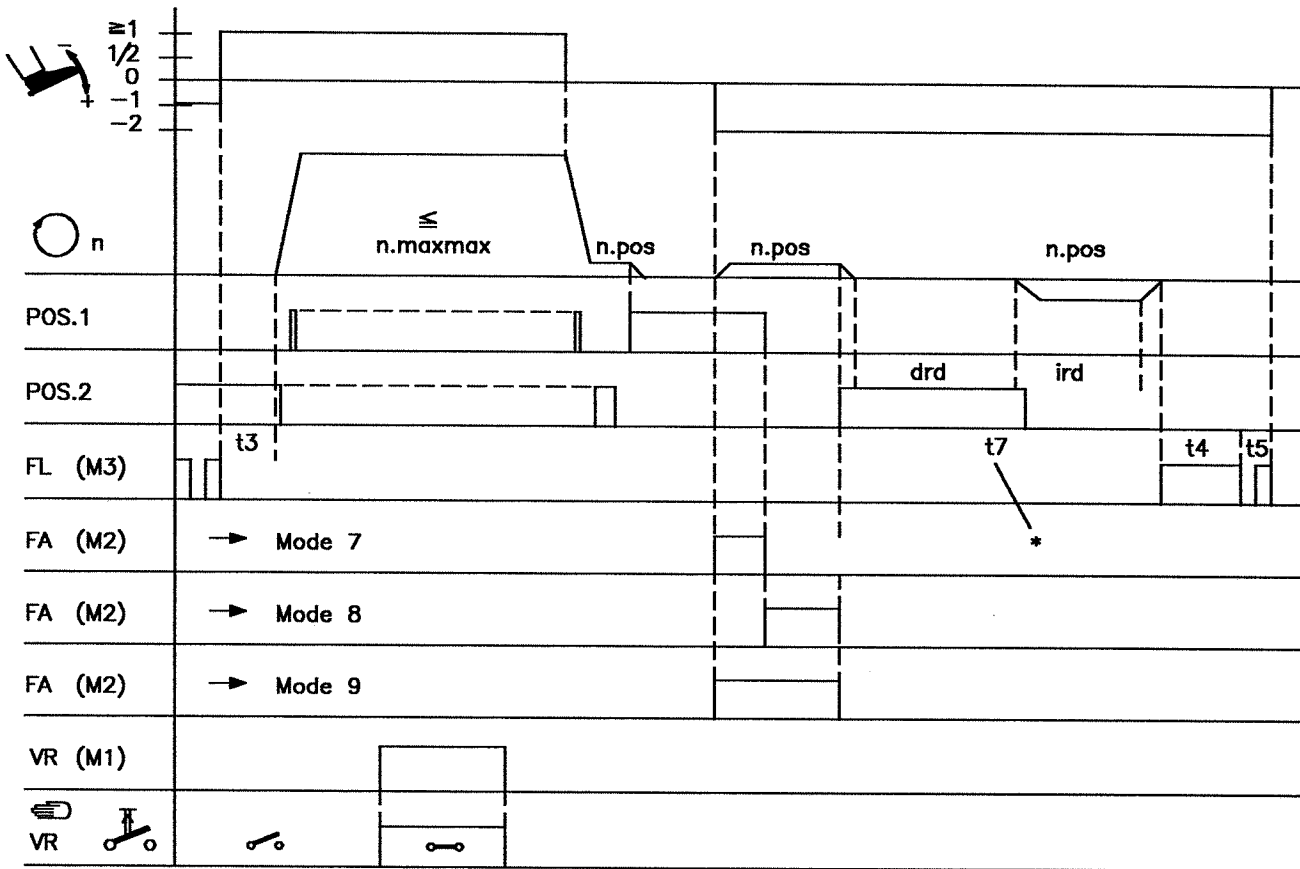 ≧1
1/2
0
−
+
−1
−2
n
≦
n.maxmax
n.pos
n.pos
n.pos
POS.1
POS.2
drd
ird
t3
t7
t4
t5
FL (M3)
FA (M2) → Mode 7
*
FA (M2) → Mode 8
FA (M2) → Mode 9
VR (M1)
VR